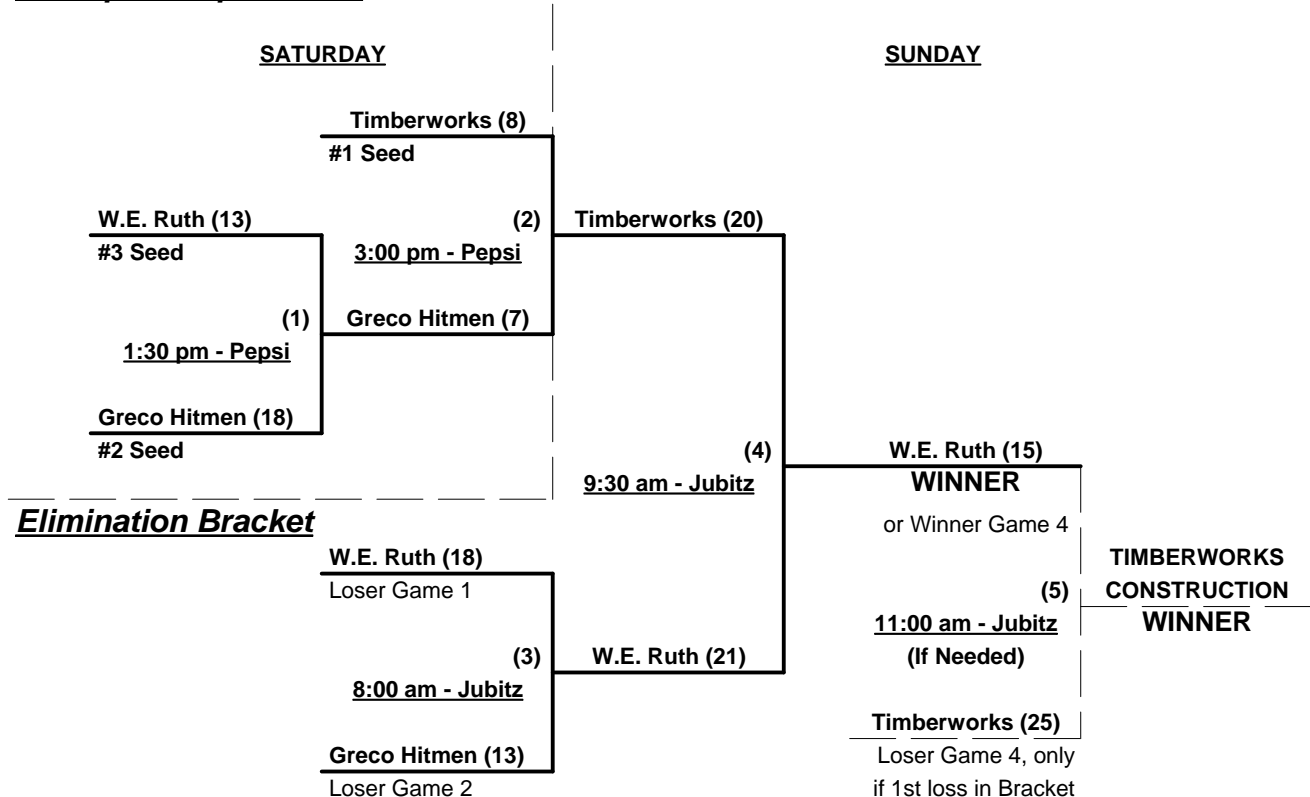 SATURDAY
SUNDAY
Timberworks (8)
#1 Seed
W.E. Ruth (13)
#3 Seed
(2)
3:00 pm - Pepsi
Timberworks (20)
(1)
1:30 pm - Pepsi
Greco Hitmen (7)
Greco Hitmen (18)
#2 Seed
(4)
9:30 am - Jubitz
W.E. Ruth (15)
WINNER
or Winner Game 4
Elimination Bracket
W.E. Ruth (18)
Loser Game 1
(3)
8:00 am - Jubitz
W.E. Ruth (21)
Greco Hitmen (13)
Loser Game 2
(5)
11:00 am - Jubitz
(If Needed)
TIMBERWORKS
CONSTRUCTION
WINNER
Timberworks (25)
Loser Game 4, only
if 1st loss in Bracket